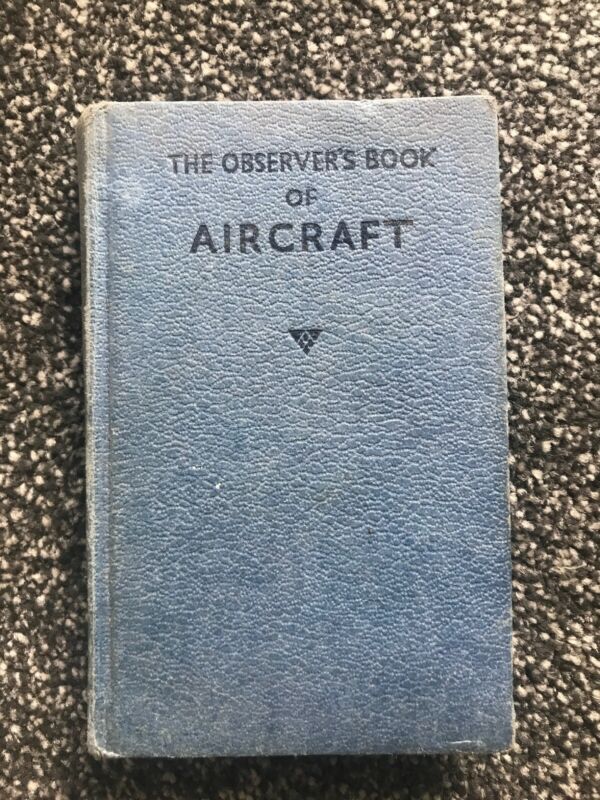 THE OBSERVER'S BOOK
OF
AIRCRAFT